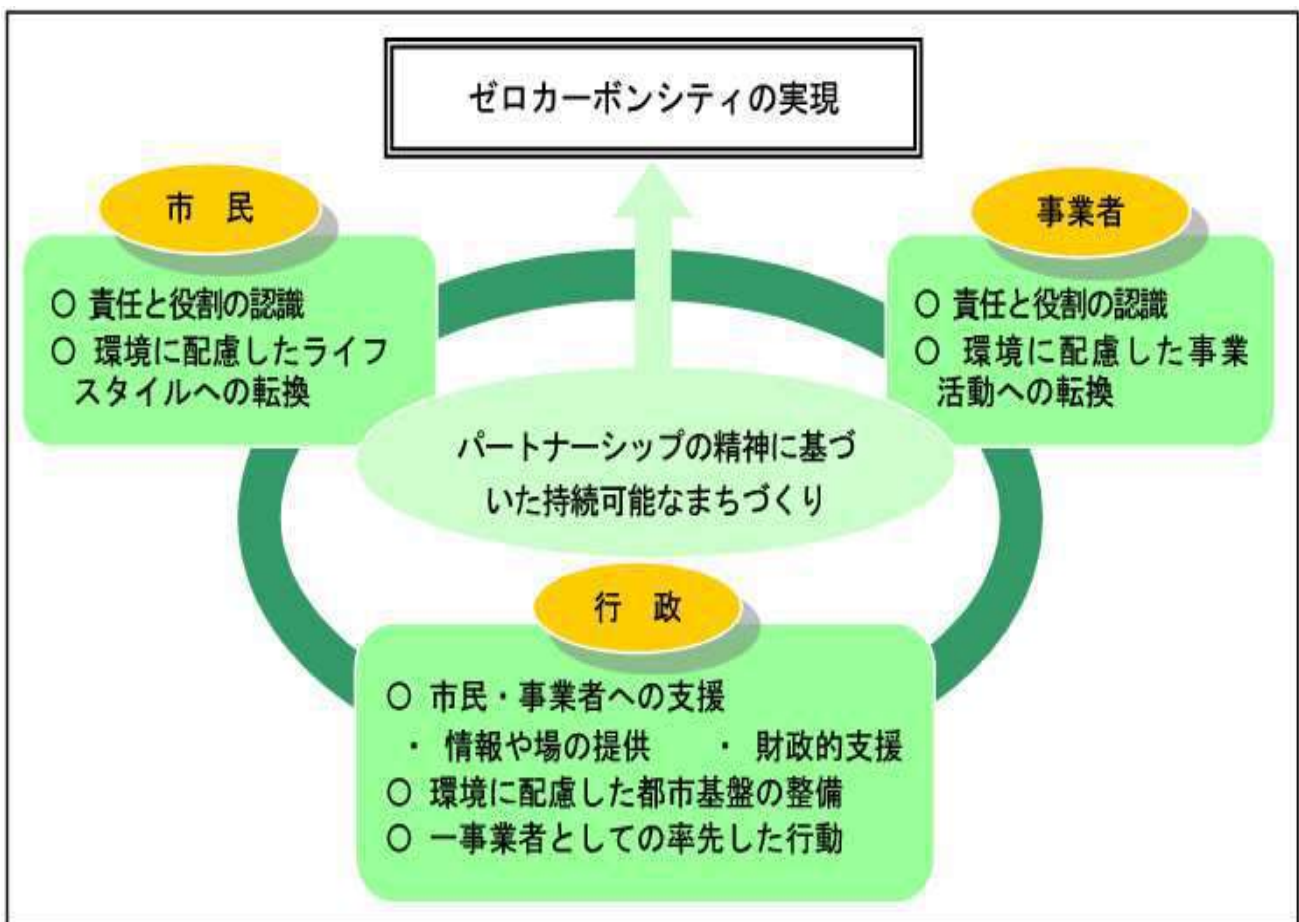 ゼロカーボンシティの実現
市　民
○ 責任と役割の認識
○ 環境に配慮したライフ
スタイルへの転換
事業者
○ 責任と役割の認識
○ 環境に配慮した事業
活動への転換
パートナーシップの精神に基づ
いた持続可能なまちづくり
行　政
○ 市民・事業者への支援
・ 情報や場の提供　　・ 財政的支援
○ 環境に配慮した都市基盤の整備
○ 一事業者としての率先した行動